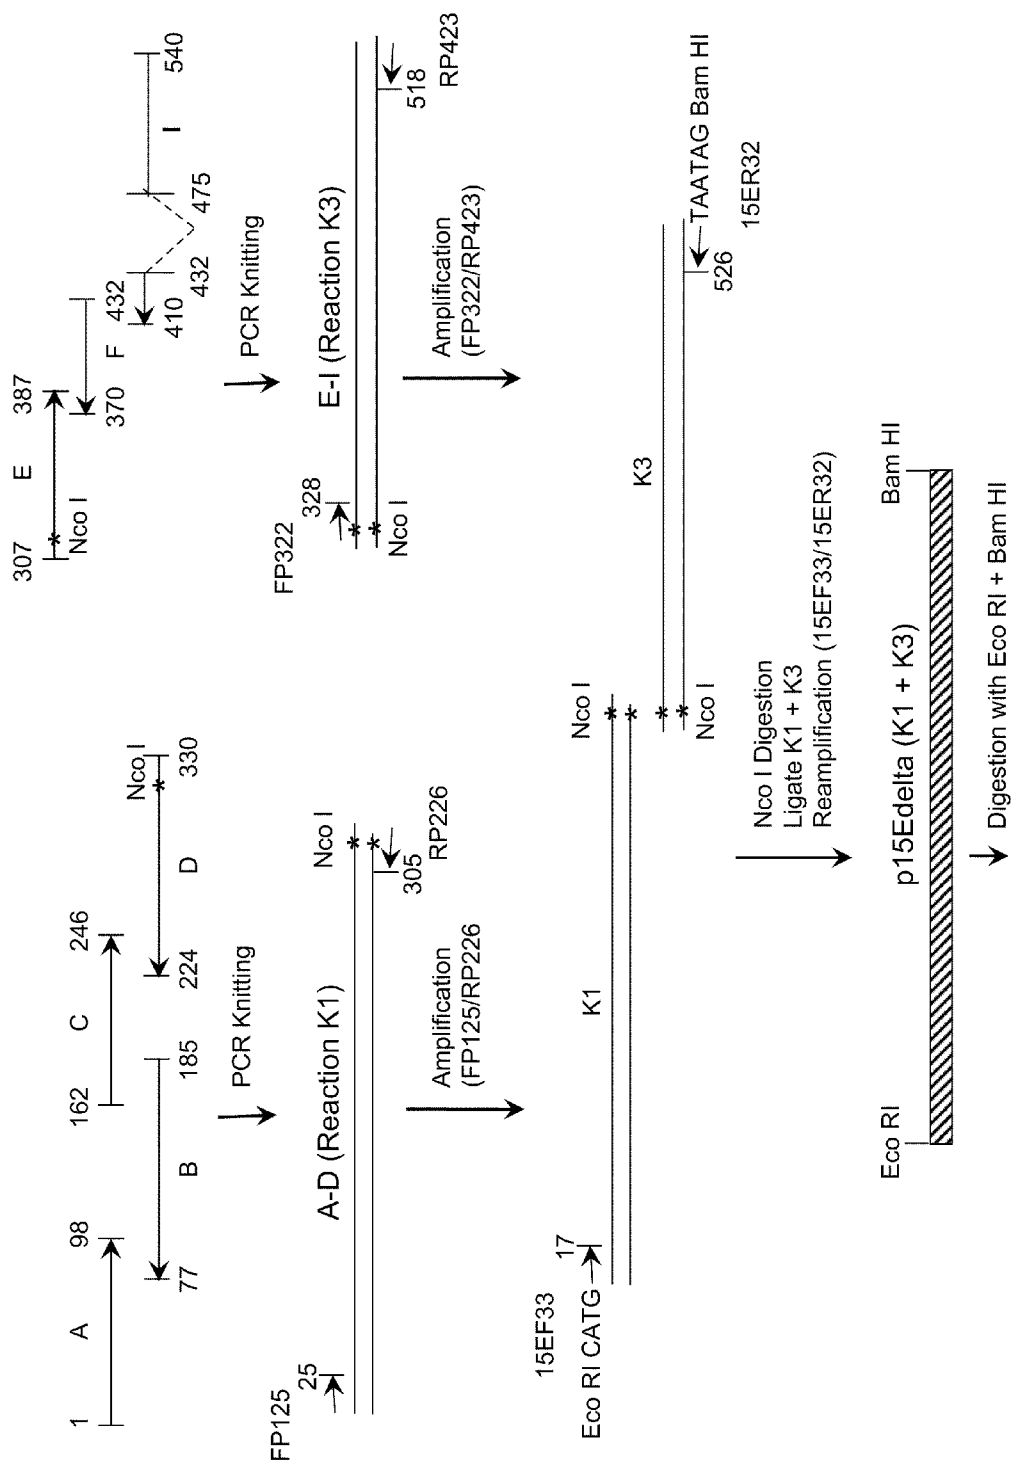 A
C
E
1
98
162
246
307
387
Nco I
Nco I
B
D
F
I
77
185
224
330
370
432
410
432
475
540
PCR Knitting
PCR Knitting
FP125
25
A-D (Reaction K1)
Nco I
305
RP226
FP322
328
E-I (Reaction K3)
Nco I
518
RP423
Amplification
(FP125/RP226
Amplification
(FP322/RP423)
15EF33
Eco RI CATG
17
K1
Nco I
K3
Nco I
526
TAATAG Bam HI
15ER32
Nco I Digestion
Ligate K1 + K3
Reamplification (15EF33/15ER32)
Eco RI
p15Edelta (K1 + K3)
Bam HI
Digestion with Eco RI + Bam HI